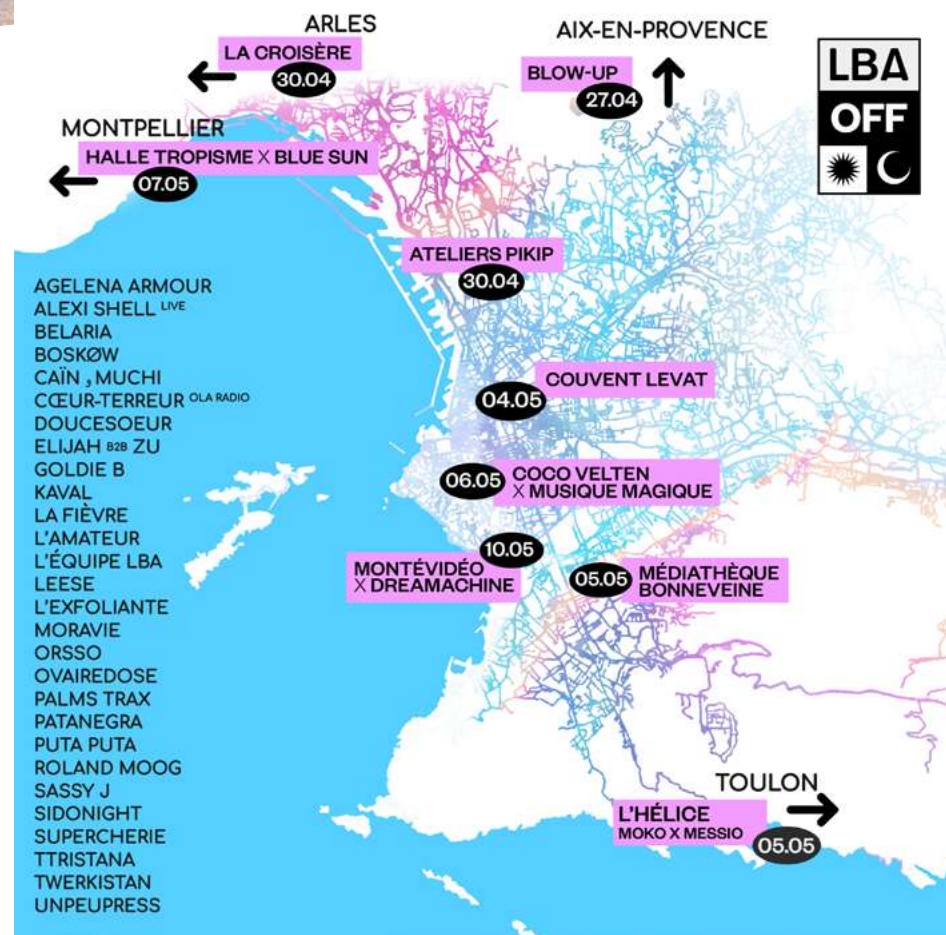 ARLES
LA CROISÈRE
30.04
AIX-EN-PROVENCE
BLOW-UP
27.04
LBA
OFF
MONTPELLIER
HALLE TROPISME X BLUE SUN
07.05
ATELIERS PIKIP
30.04
COUVENT LEVAT
04.05
06.05
COCO VELTEN
X MUSIQUE MAGIQUE
10.05
MONTÉVIDÉO
X DREAMACHINE
05.05
MÉDIATHÈQUE
BONNEVEINE
TOULON
L'HÉLICE
MOKO X MESSIO
05.05
AGELENA ARMOUR
ALEXI SHELL LIVE
BELARIA
BOSKØW
CAÏN د MUCHI
CŒUR-TERREUR OLA RADIO
DOUCESOEUR
ELIJAH B2B ZU
GOLDIE B
KAVAL
LA FIÈVRE
L'AMATEUR
L'ÉQUIPE LBA
LEESE
L'EXFOLIANTE
MORAVIE
ORSSO
OVAIREDOSE
PALMS TRAX
PATANEGRA
PUTA PUTA
ROLAND MOOG
SASSY J
SIDONIGHT
SUPERCHERIE
TTRISTANA
TWERKISTAN
UNPEUPRESS